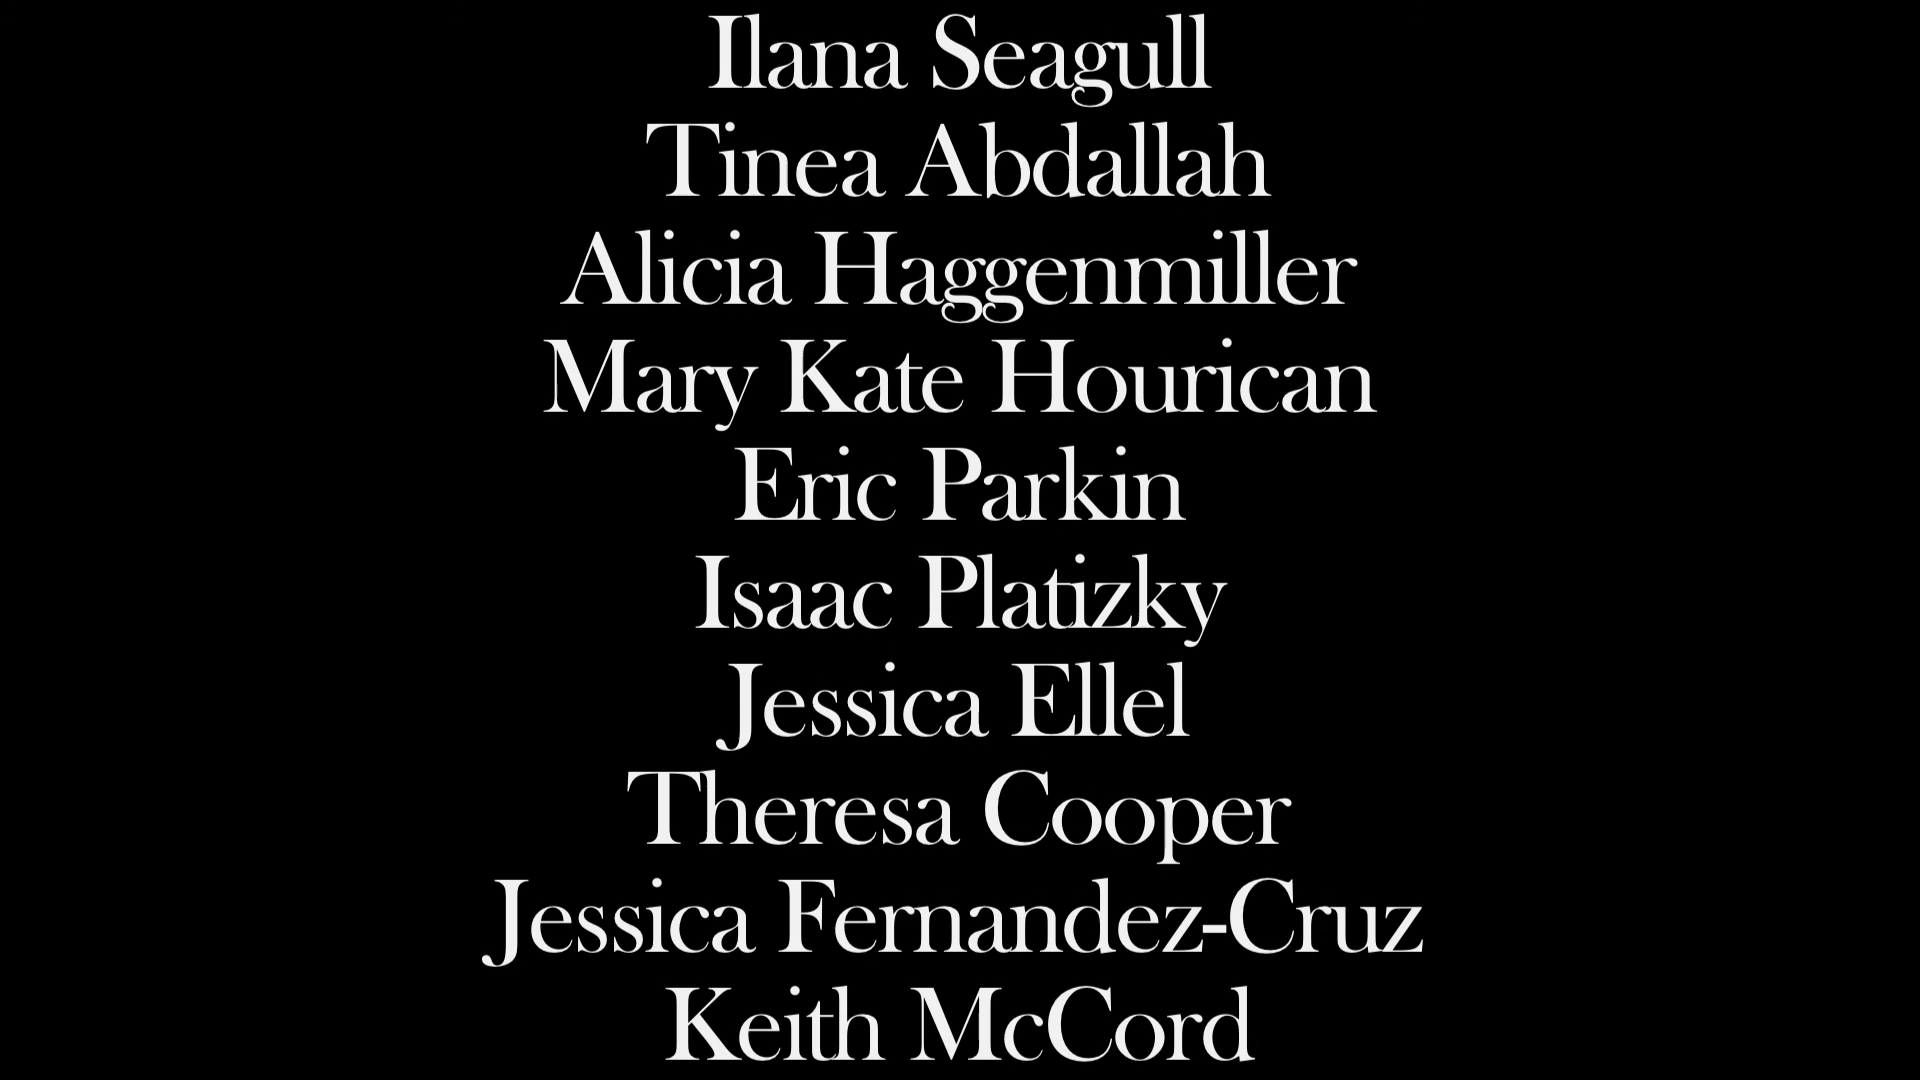 Ilana Seagull
Tinea Abdallah
Alicia Haggenmiller
Mary Kate Hourican
Eric Parkin
Isaac Platizky
Jessica Ellel
Theresa Cooper
Jessica Fernandez-Cruz
Keith McCord